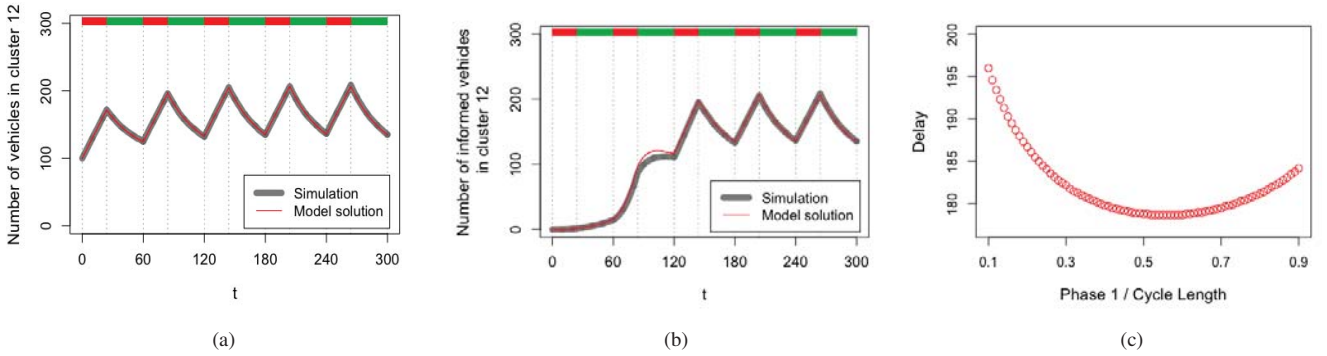 Number of vehicles in cluster 12
300
200
100
0
Simulation
Model solution
0 60 120 180 240 300
t
(a)
Number of informed vehicles
in cluster 12
300
200
100
0
Simulation
Model solution
0 60 120 180 240 300
t
(b)
Delay
200
195
190
185
180
0.1 0.3 0.5 0.7 0.9
Phase 1 / Cycle Length
(c)